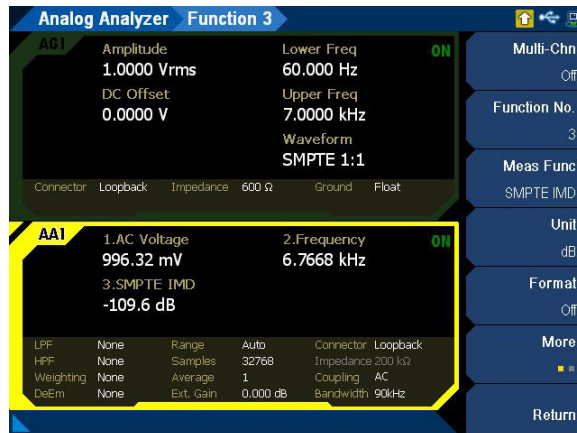 Analog Analyzer Function 3
AG1
Amplitude Lower Freq ON
1.0000 Vrms 60.000 Hz
DC Offset Upper Freq
0.0000 V 7.0000 kHz
Waveform
SMPTE 1:1
Connector Loopback Impedance 600 Ω Ground Float
AA1
1.AC Voltage 2.Frequency ON
996.32 mV 6.7668 kHz
3.SMPTE IMD
-109.6 dB
LPF None Range Auto Connector Loopback
HPF None Samples 32768 Impedance 200 kΩ
Weighting None Average 1 Coupling AC
DeEm None Ext. Gain 0.000 dB Bandwidth 90kHz
Multi-Chn
Off
Function No.
3
Meas Func
SMPTE IMD
Unit
dB
Format
Off
More
Return